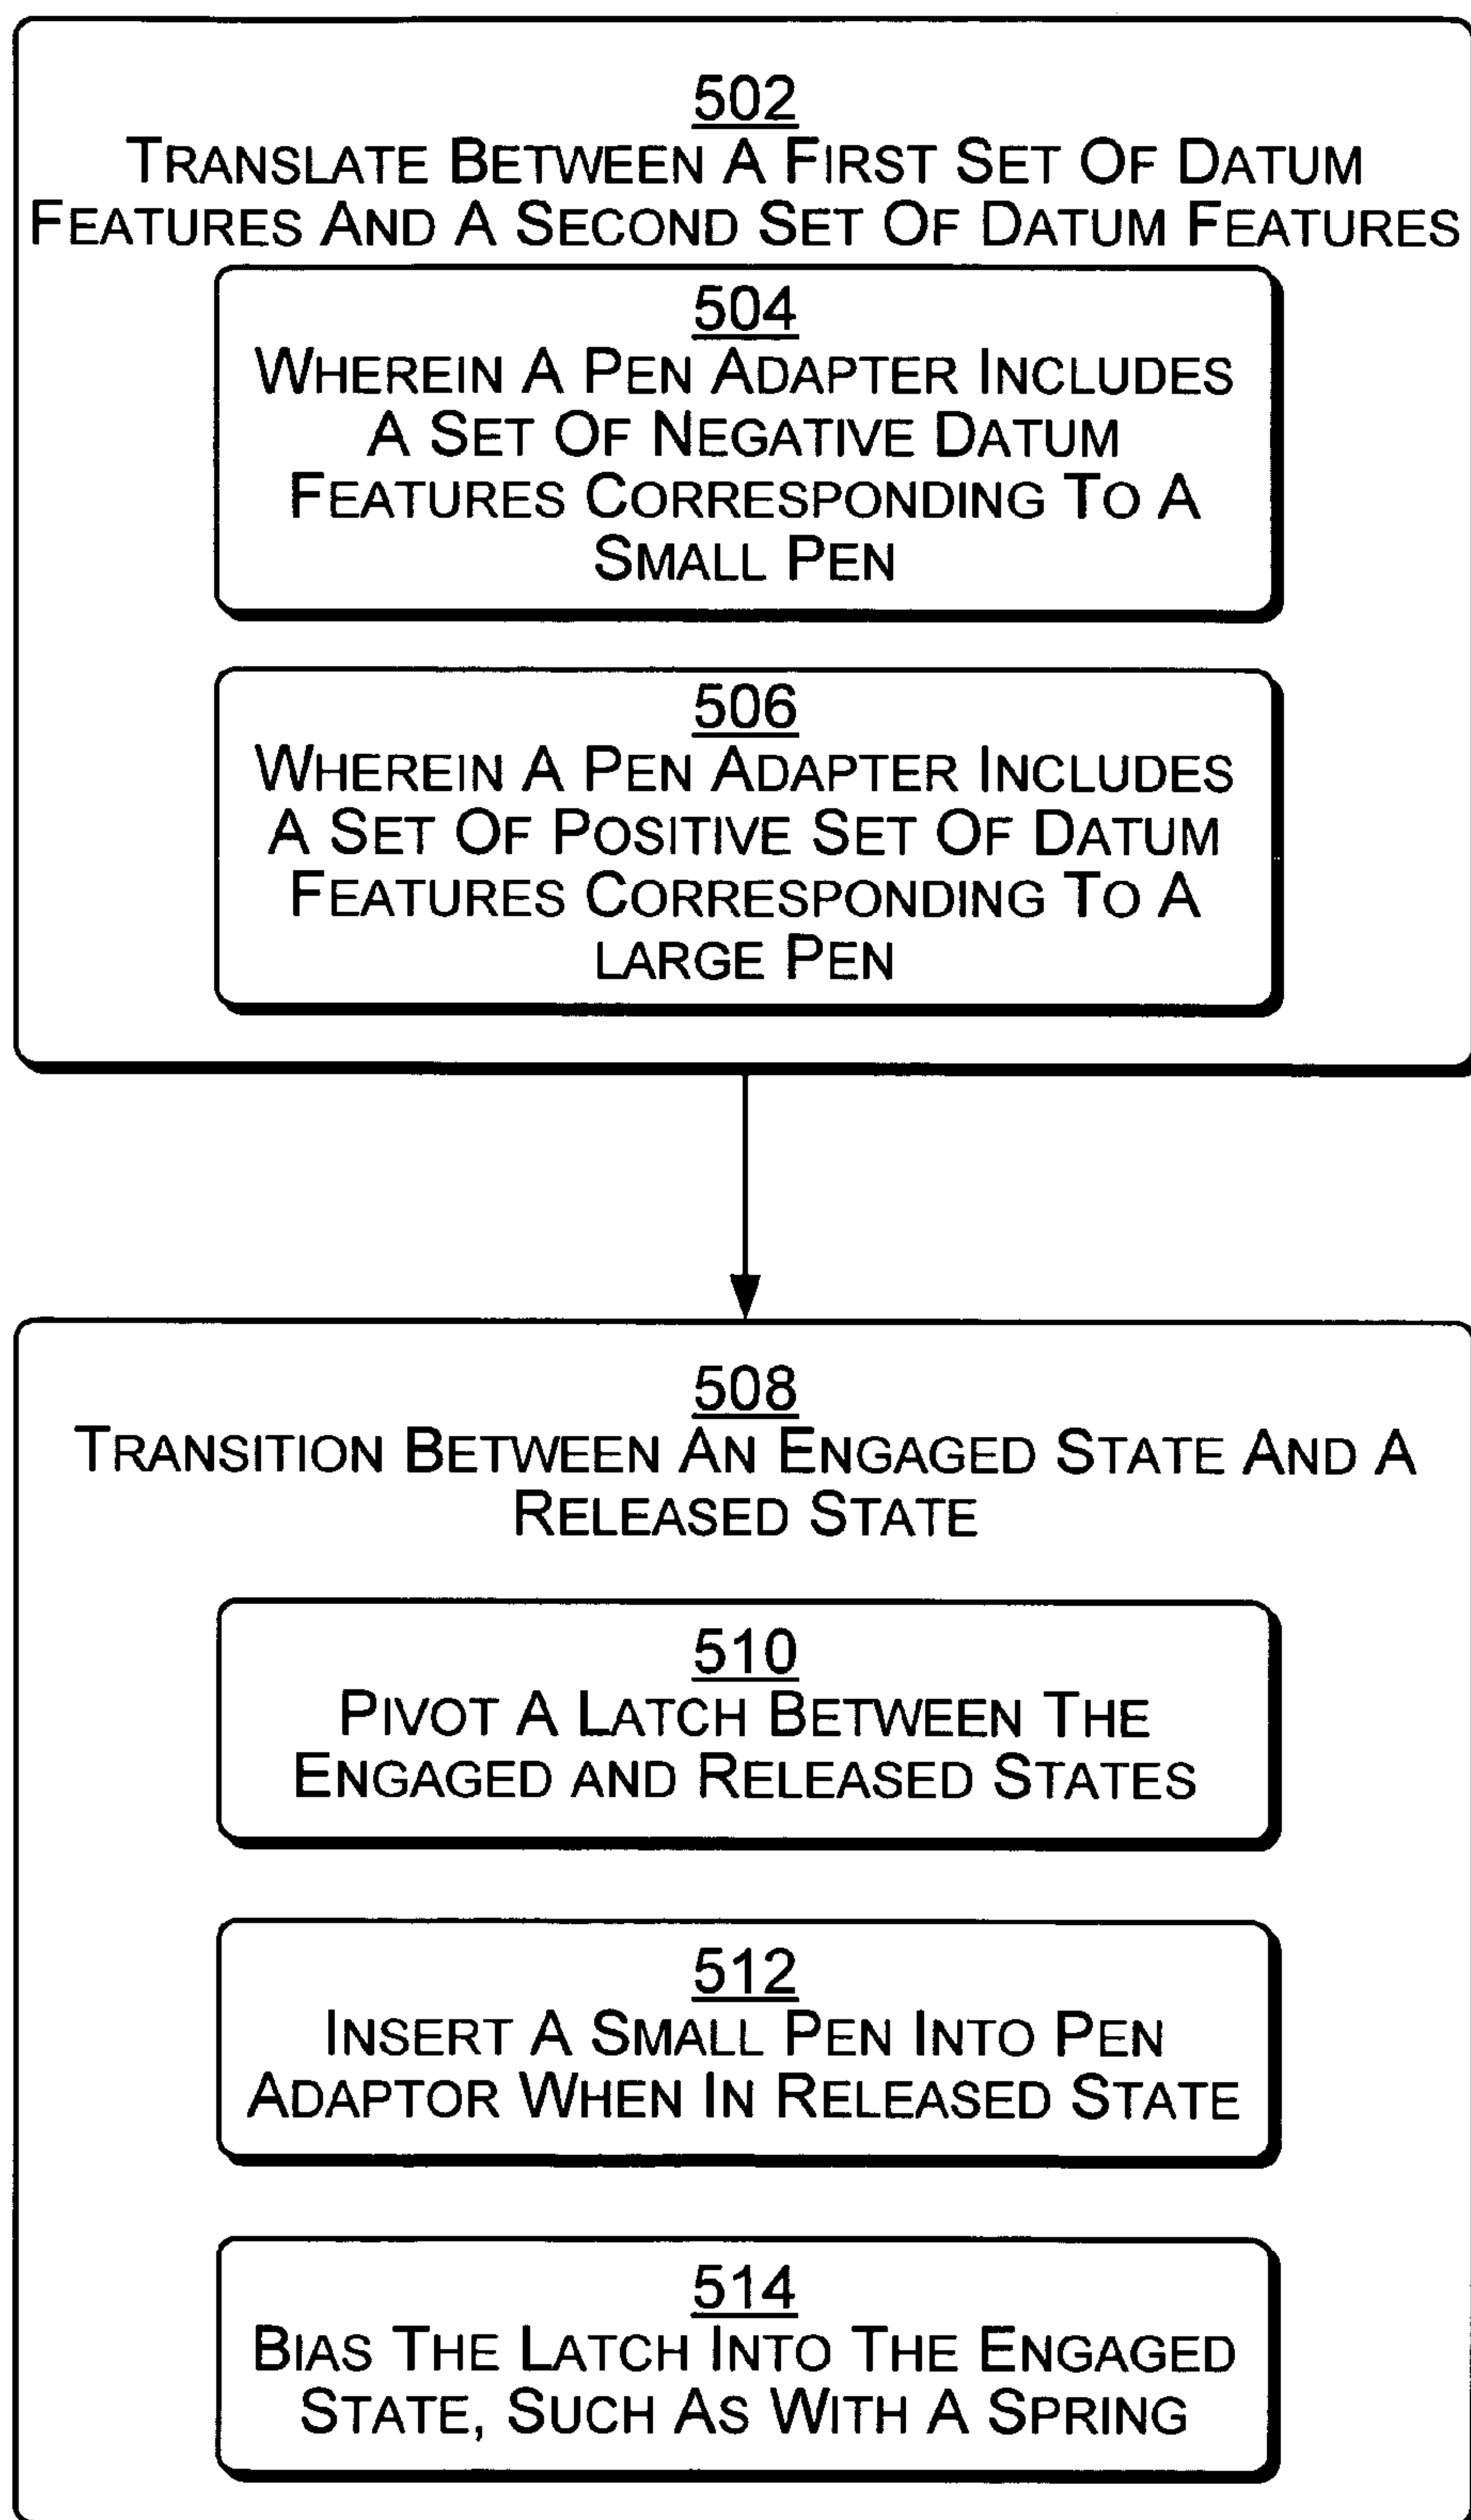 502
TRANSLATE BETWEEN A FIRST SET OF DATUM
FEATURES AND A SECOND SET OF DATUM FEATURES
504
WHEREIN A PEN ADAPTER INCLUDES
A SET OF NEGATIVE DATUM
FEATURES CORRESPONDING TO A
SMALL PEN
506
WHEREIN A PEN ADAPTER INCLUDES
A SET OF POSITIVE SET OF DATUM
FEATURES CORRESPONDING TO A
LARGE PEN
508
TRANSITION BETWEEN AN ENGAGED STATE AND A
RELEASED STATE
510
PIVOT A LATCH BETWEEN THE
ENGAGED AND RELEASED STATES
512
INSERT A SMALL PEN INTO PEN
ADAPTOR WHEN IN RELEASED STATE
514
BIAS THE LATCH INTO THE ENGAGED
STATE, SUCH AS WITH A SPRING